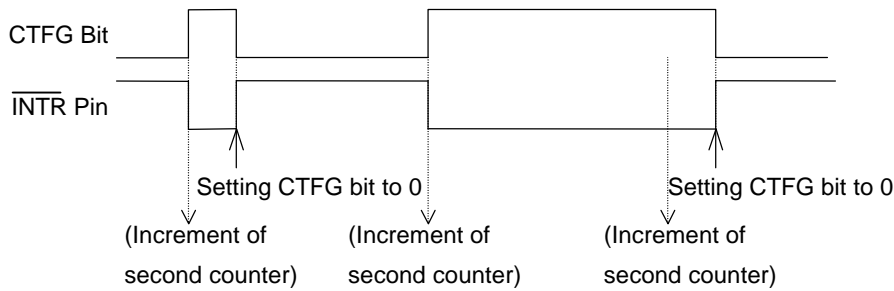 CTFG Bit
INTR Pin
Setting CTFG bit to 0
Setting CTFG bit to 0
(Increment of
second counter)
(Increment of
second counter)
(Increment of
second counter)